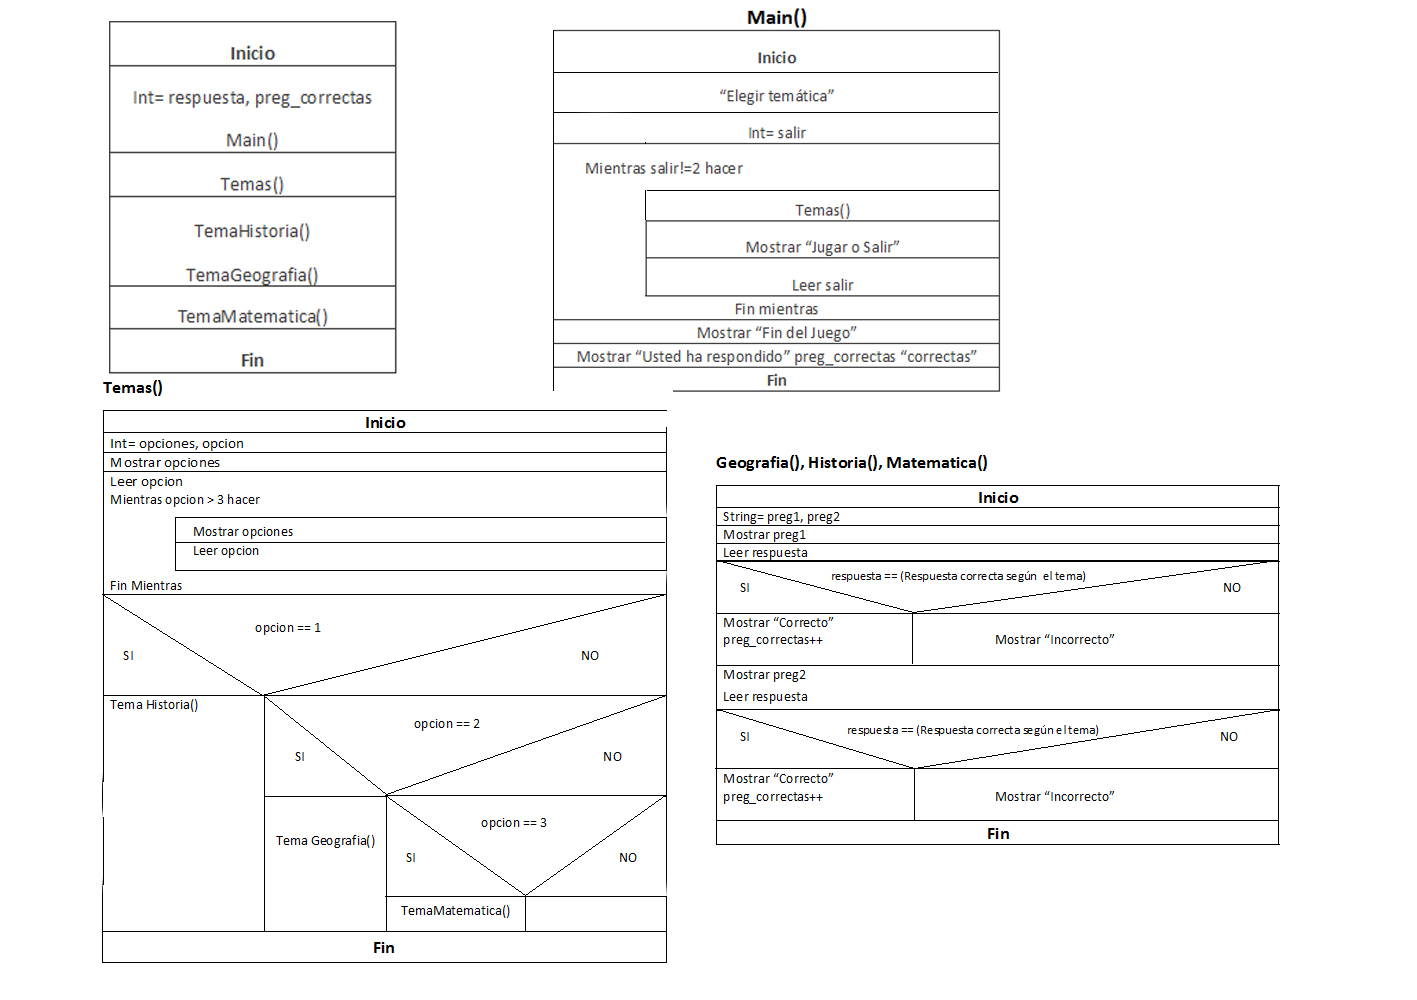 Inicio
Int= respuesta, preg_correctas
Main()
Temas()
TemaHistoria()
TemaGeografia()
TemaMatematica()
Fin
Main()
Inicio
“Elegir temática”
Int= salir
Mientras salir!=2 hacer
Temas()
Mostrar “Jugar o Salir”
Leer salir
Fin mientras
Mostrar “Fin del Juego”
Mostrar “Usted ha respondido” preg_correctas “correctas”
Fin
Temas()
Inicio
Int= opciones, opcion
Mostrar opciones
Leer opcion
Mientras opcion > 3 hacer
Mostrar opciones
Leer opcion
Fin Mientras
opcion == 1
SI
NO
Tema Historia()
opcion == 2
SI
NO
Tema Geografia()
opcion == 3
SI
NO
TemaMatematica()
Fin
Geografia(), Historia(), Matematica()
Inicio
String= preg1, preg2
Mostrar preg1
Leer respuesta
respuesta == (Respuesta correcta según el tema)
SI
NO
Mostrar “Correcto”
preg_correctas++
Mostrar “Incorrecto”
Mostrar preg2
Leer respuesta
respuesta == (Respuesta correcta según el tema)
SI
NO
Mostrar “Correcto”
preg_correctas++
Mostrar “Incorrecto”
Fin